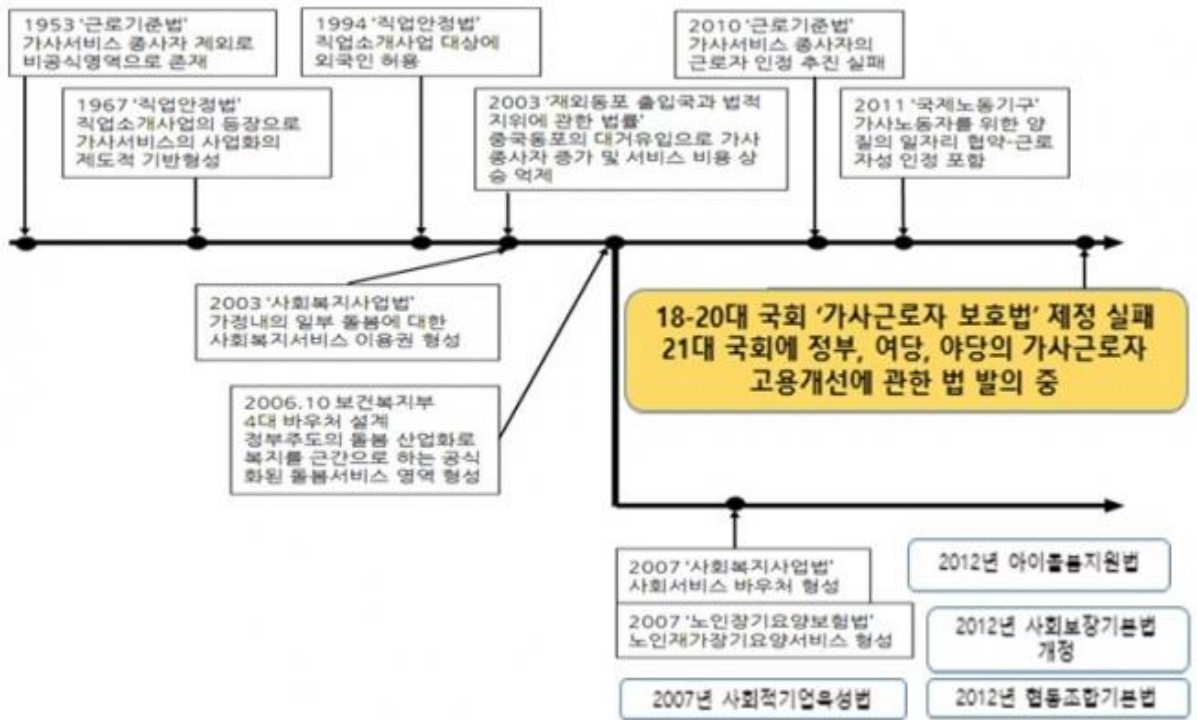 1953 '근로기준법'
가사서비스 종사자 제외로
비공식영역으로 존재
1994 '직업안정법'
직업소개사업 대상에
외국인 허용
2010 '근로기준법'
가사서비스 종사자의
근로자 인정 추진 실패
1967 '직업안정법'
직업소개사업의 등장으로
가사서비스의 사업화의
제도적 기반형성
2003 '재외동포 출입국과 법적
지위에 관한 법률'
중국동포의 대거유입으로 가사
종사자 증가 및 서비스 비용 상
승 억제
2011 '국제노동기구'
가사노동자를 위한 양
질의 일자리 협약-근로
자성 인정 포함
2003 '사회복지사업법'
가정내의 일부 돌봄에 대한
사회복지서비스 이용권 형성
18-20대 국회 '가사근로자 보호법' 제정 실패
21대 국회에 정부, 여당, 야당의 가사근로자
고용개선에 관한 법 발의 중
2006.10 보건복지부
4대 바우처 설계
정부주도의 돌봄 산업화로
복지를 근간으로 하는 공식
화된 돌봄서비스 영역 형성
2007 '사회복지사업법'
사회서비스 바우처 형성
2012년 아이돌봄지원법
2007 '노인장기요양보험법'
노인재가장기요양서비스 형성
2012년 사회보장기본법
개정
2007년 사회적기업육성법
2012년 협동조합기본법